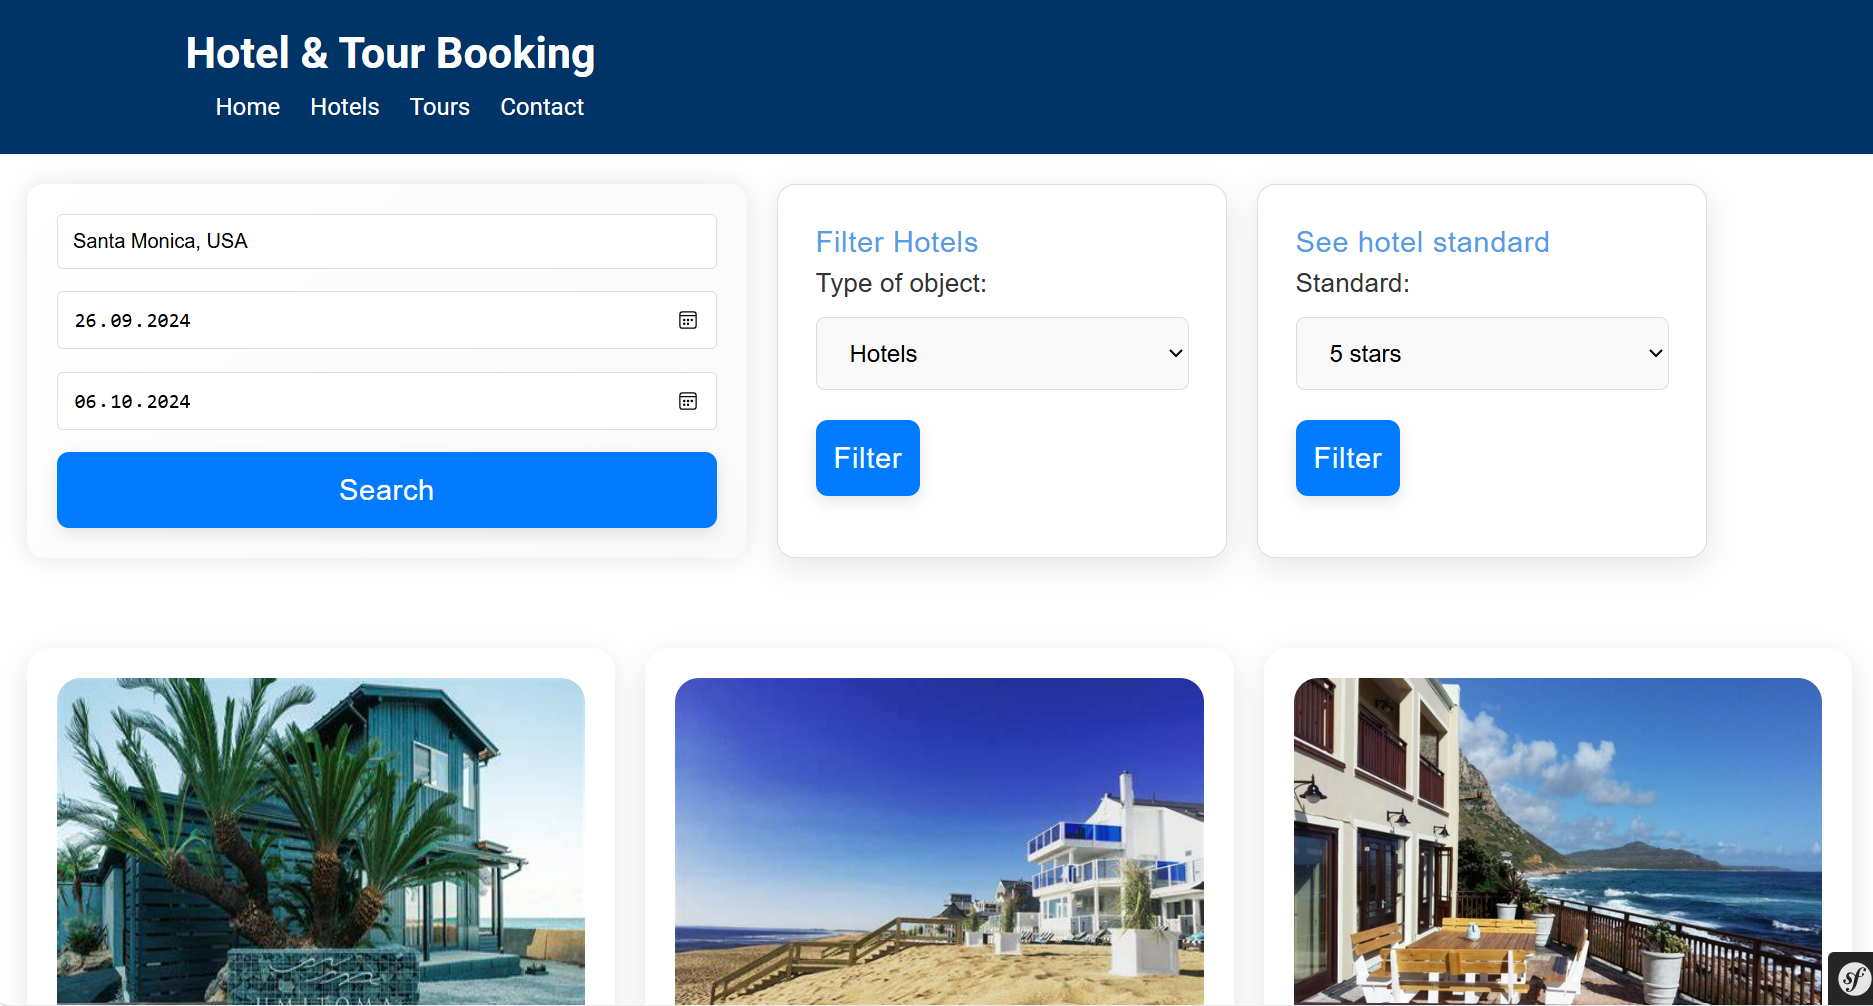 Hotel & Tour Booking
Home Hotels Tours Contact
Santa Monica, USA
26.09.2024
06.10.2024
Search
Filter Hotels
Type of object:
Hotels
Filter
See hotel standard
Standard:
5 stars
Filter
sf